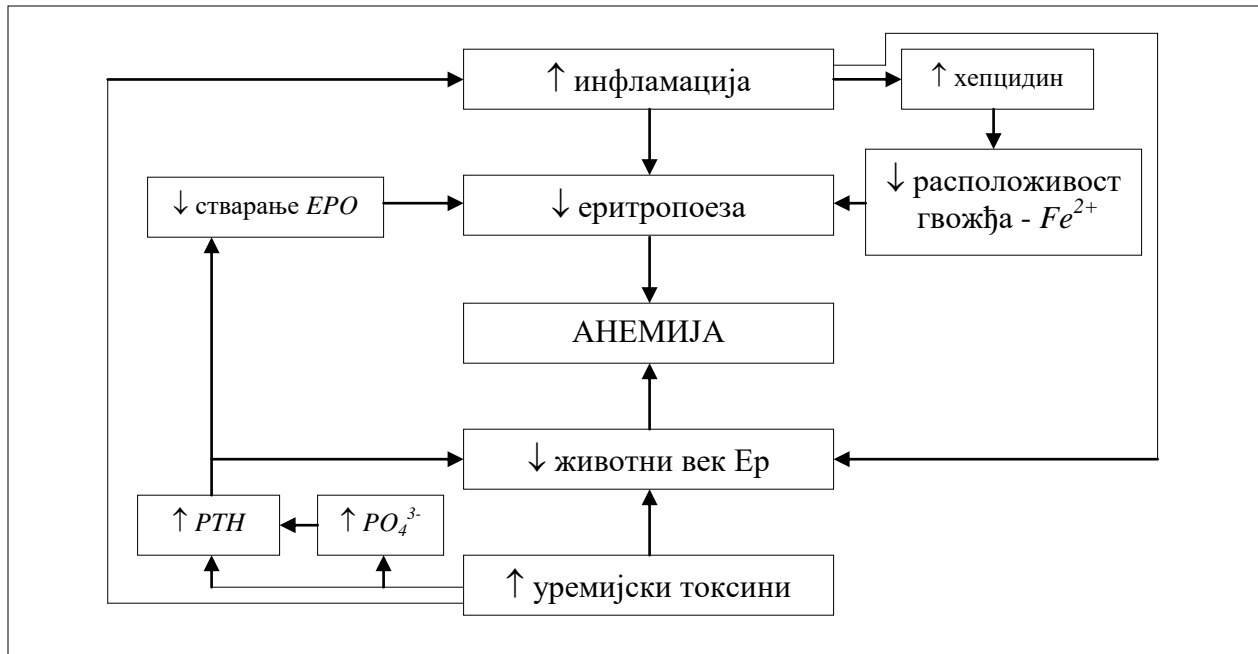 ↑ инфламација
↑ хепцидин
↓ стварање EPO
↓ еритропоеза
↓ расположивост
гвожђа - Fe²⁺
АНЕМИЈА
↓ животни век Ер
↑ PTH
↑ PO₄³⁻
↑ уремијски токсини